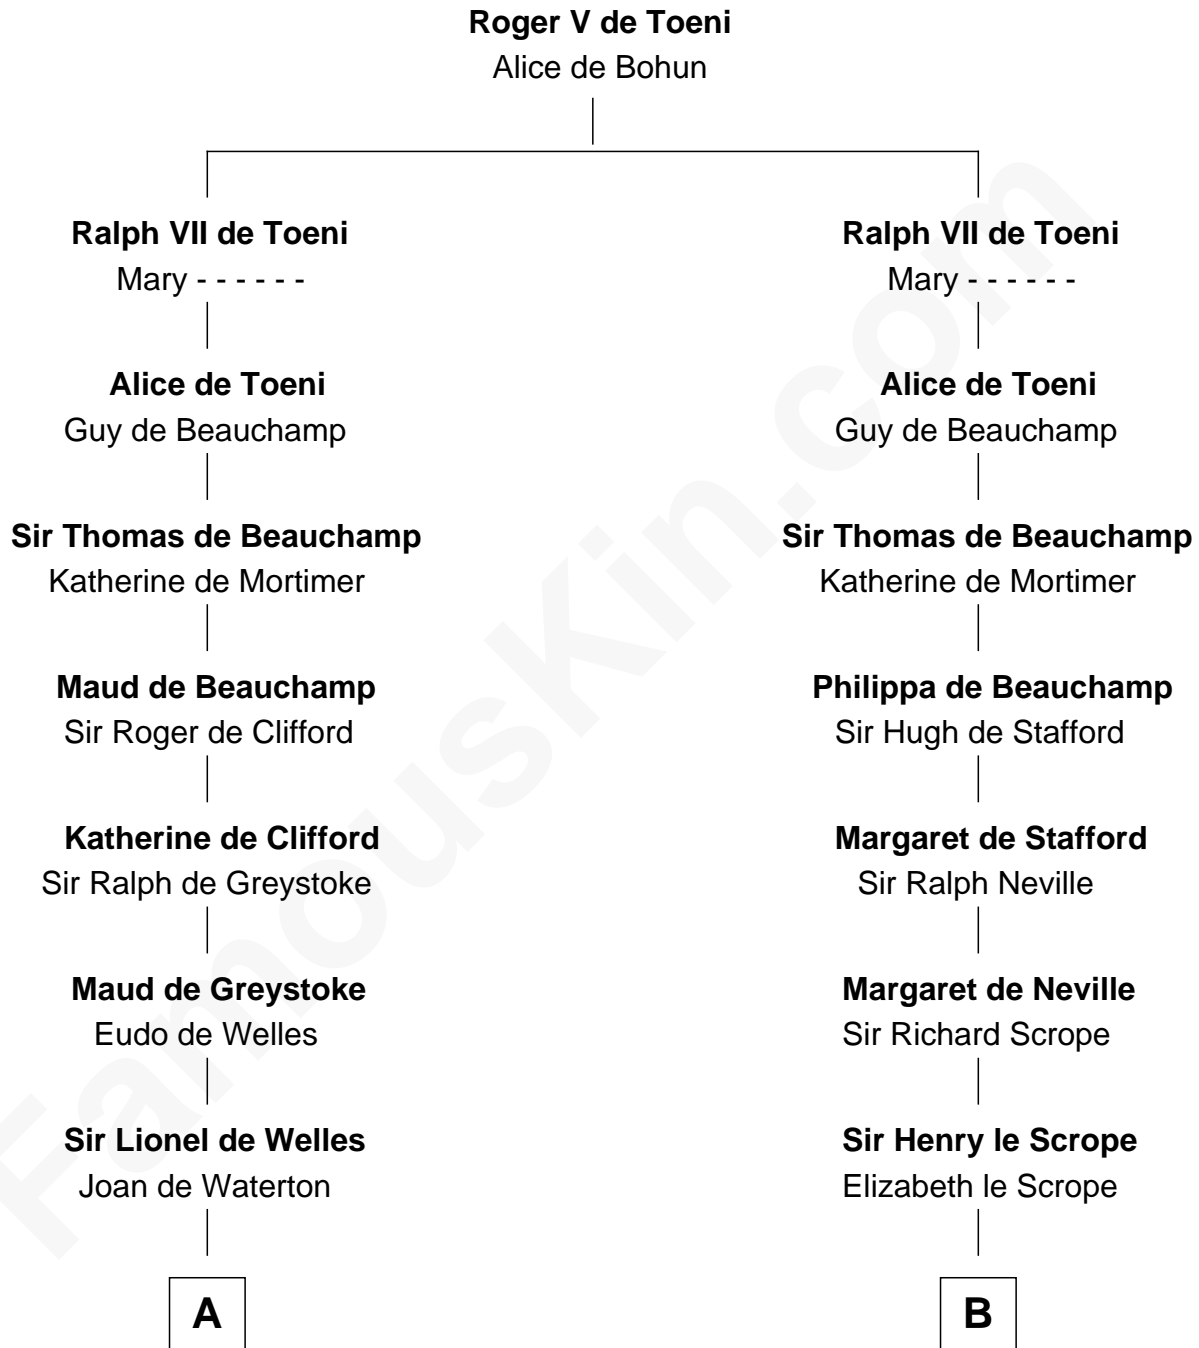 Roger V de Toeni
Alice de Bohun
Ralph VII de Toeni
Mary - - - - - -
Alice de Toeni
Guy de Beauchamp
Sir Thomas de Beauchamp
Katherine de Mortimer
Maud de Beauchamp
Sir Roger de Clifford
Katherine de Clifford
Sir Ralph de Greystoke
Maud de Greystoke
Eudo de Welles
Sir Lionel de Welles
Joan de Waterton
A
Ralph VII de Toeni
Mary - - - - - -
Alice de Toeni
Guy de Beauchamp
Sir Thomas de Beauchamp
Katherine de Mortimer
Philippa de Beauchamp
Sir Hugh de Stafford
Margaret de Stafford
Sir Ralph Neville
Margaret de Neville
Sir Richard Scrope
Sir Henry le Scrope
Elizabeth le Scrope
B
FamousKin.com